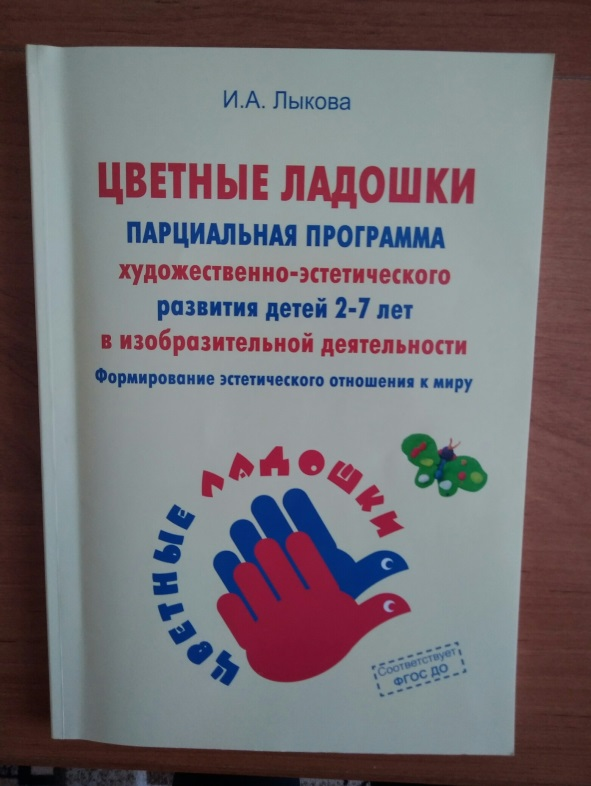 И.А. Лыкова
ЦВЕТНЫЕ ЛАДОШКИ
ПАРЦИАЛЬНАЯ ПРОГРАММА
художественно-эстетического
развития детей 2-7 лет
в изобразительной деятельности
Формирование эстетического отношения к миру
ЦВЕТНЫЕ ЛАДОШКИ
Соответствует
ФГОС ДО